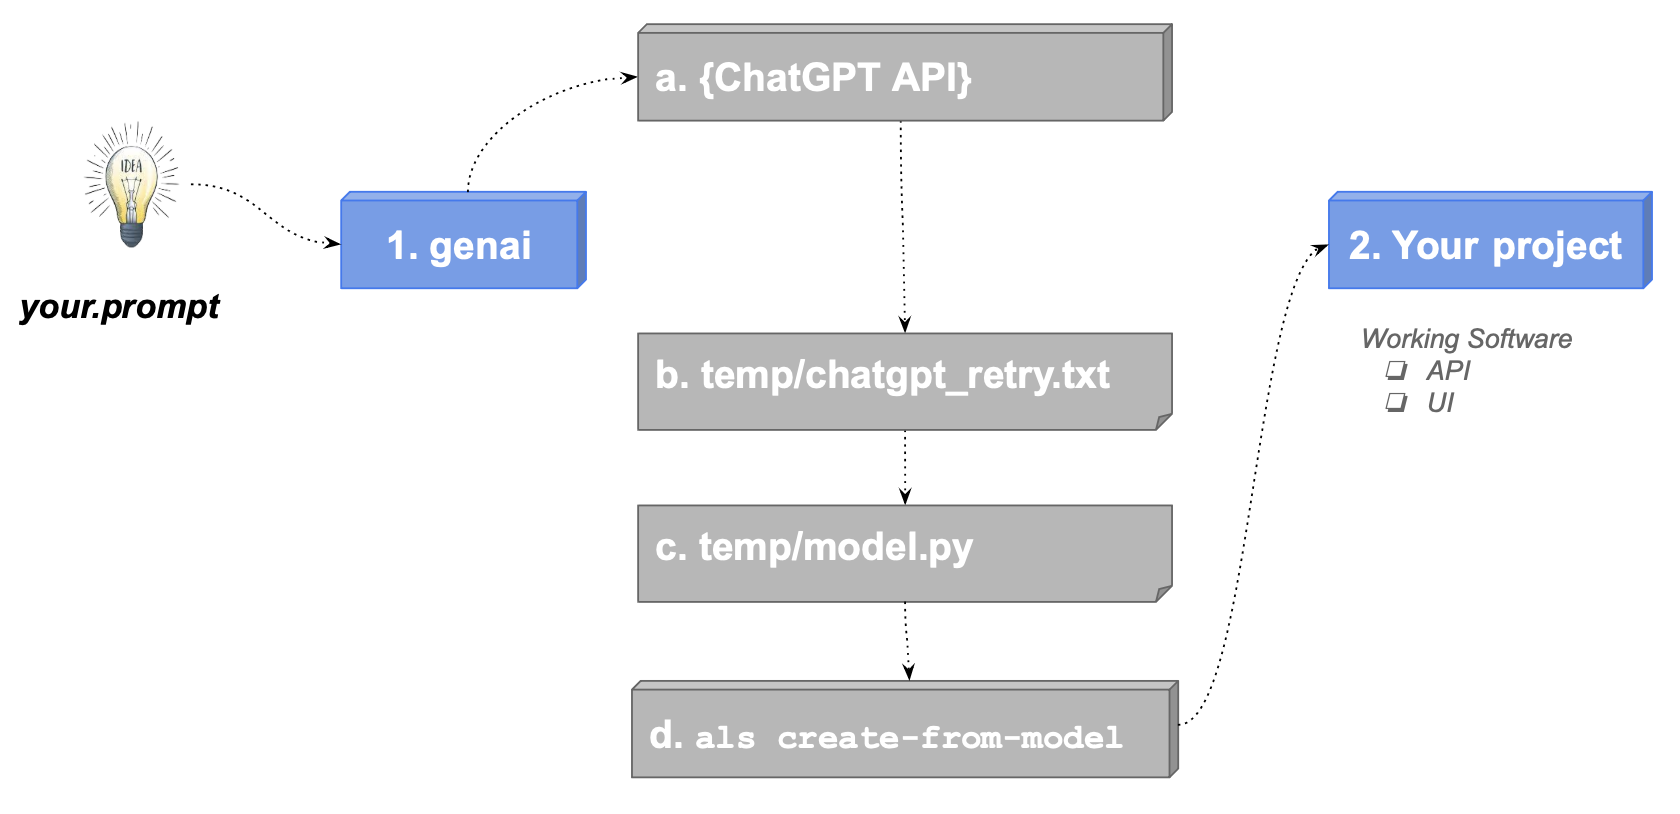 a. {ChatGPT API}
IDEA
1. genai
2. Your project
your.prompt
Working Software
❏ API
❏ UI
b. temp/chatgpt_retry.txt
c. temp/model.py
d. als create-from-model